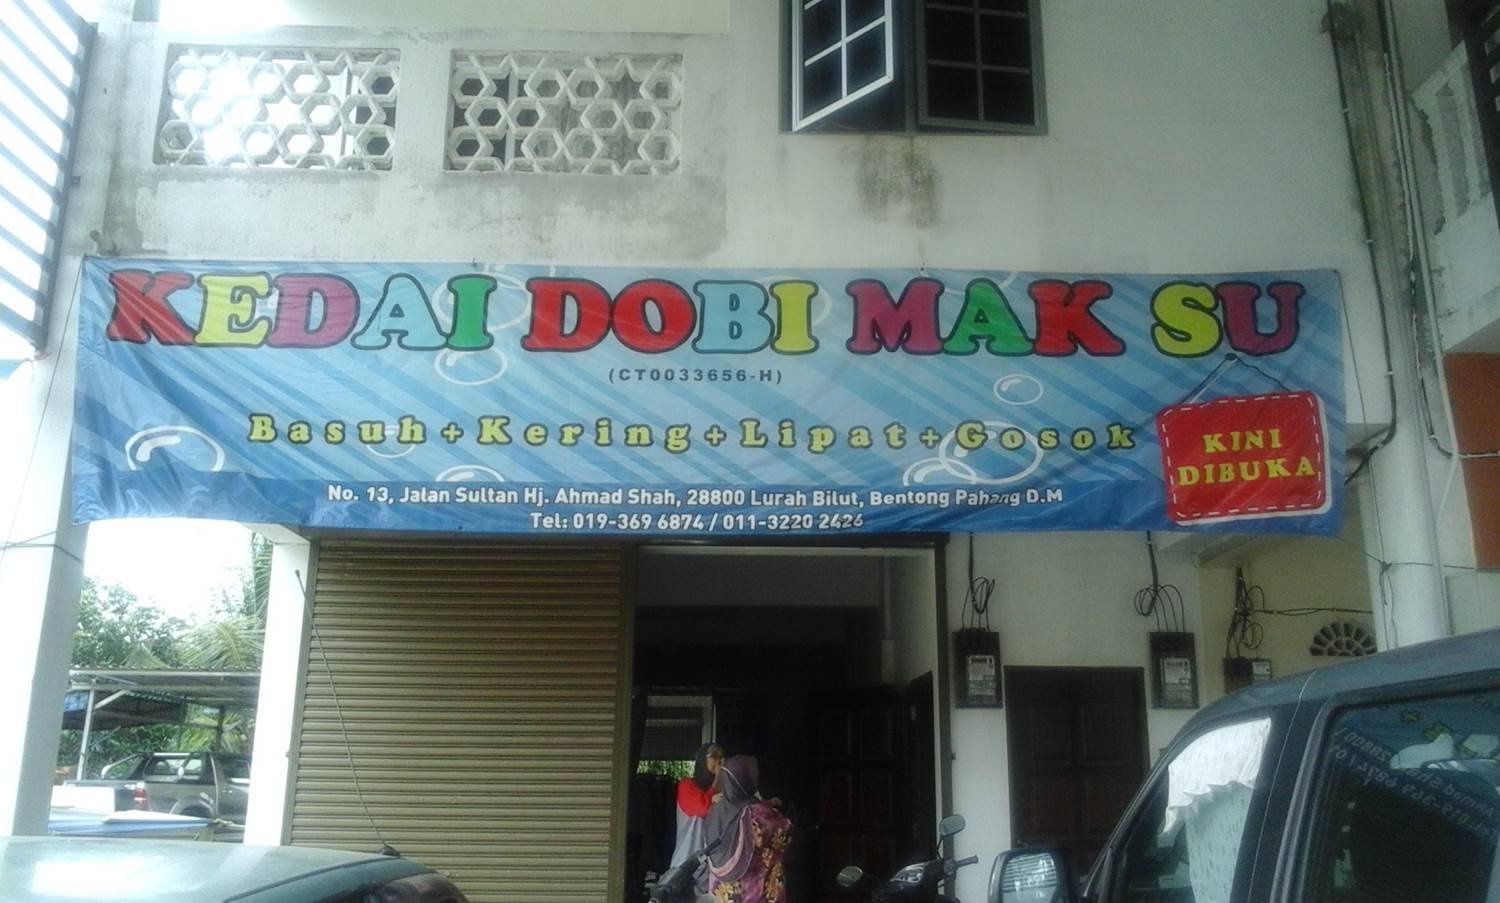 KEDAI DOBI MAK SU
(CT0033656-H)
Basuh+Kering+Lipat+Gosok
KINI
DIBUKA
No. 13, Jalan Sultan Hj. Ahmad Shah, 28800 Lurah Bilut, Bentong Pahang D.M
Tel: 019-369 6874 / 011-3220 2426